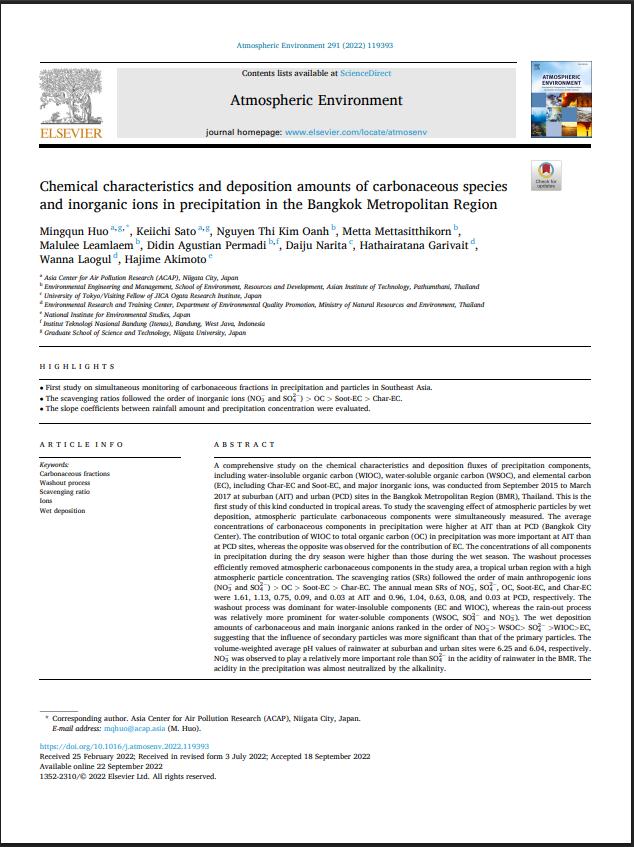 Atmospheric Environment 291 (2022) 119393
Contents lists available at ScienceDirect
Atmospheric Environment
journal homepage: www.elsevier.com/locate/atmosenv
ELSEVIER
ATMOSPHERIC
ENVIRONMENT
Check for
updates
Chemical characteristics and deposition amounts of carbonaceous species
and inorganic ions in precipitation in the Bangkok Metropolitan Region
Mingqun Huo a,g,*, Keiichi Sato a,g, Nguyen Thi Kim Oanh b, Metta Mettasitthikorn b,
Malulee Leamlaem b, Didin Agustian Permadi b,f, Daiju Narita c, Hathairatana Garivait d,
Wanna Laogul d, Hajime Akimoto e
a Asia Center for Air Pollution Research (ACAP), Niigata City, Japan
b Environmental Engineering and Management, School of Environment, Resources and Development, Asian Institute of Technology, Pathumthani, Thailand
c University of Tokyo/Visiting Fellow of JICA Ogata Research Institute, Japan
d Environmental Research and Training Center, Department of Environmental Quality Promotion, Ministry of Natural Resources and Environment, Thailand
e National Institute for Environmental Studies, Japan
f Institut Teknologi Nasional Bandung (Itenas), Bandung, West Java, Indonesia
g Graduate School of Science and Technology, Niigata University, Japan
HIGHLIGHTS
• First study on simultaneous monitoring of carbonaceous fractions in precipitation and particles in Southeast Asia.
• The scavenging ratios followed the order of inorganic ions (NO₃⁻ and SO₄²⁻) > OC > Soot-EC > Char-EC.
• The slope coefficients between rainfall amount and precipitation concentration were evaluated.
ARTICLE INFO
Keywords:
Carbonaceous fractions
Washout process
Scavenging ratio
Ions
Wet deposition
ABSTRACT
A comprehensive study on the chemical characteristics and deposition fluxes of precipitation components,
including water-insoluble organic carbon (WIOC), water-soluble organic carbon (WSOC), and elemental carbon
(EC), including Char-EC and Soot-EC, and major inorganic ions, was conducted from September 2015 to March
2017 at suburban (AIT) and urban (PCD) sites in the Bangkok Metropolitan Region (BMR), Thailand. This is the
first study of this kind conducted in tropical areas. To study the scavenging effect of atmospheric particles by wet
deposition, atmospheric particulate carbonaceous components were simultaneously measured. The average
concentrations of carbonaceous components in precipitation were higher at AIT than at PCD (Bangkok City
Center). The contribution of WIOC to total organic carbon (OC) in precipitation was more important at AIT than
at PCD sites, whereas the opposite was observed for the contribution of EC. The concentrations of all components
in precipitation during the dry season were higher than those during the wet season. The washout processes
efficiently removed atmospheric carbonaceous components in the study area, a tropical urban region with a high
atmospheric particle concentration. The scavenging ratios (SRs) followed the order of main anthropogenic ions
(NO₃⁻ and SO₄²⁻) > OC > Soot-EC > Char-EC. The annual mean SRs of NO₃⁻, SO₄²⁻, OC, Soot-EC, and Char-EC
were 1.61, 1.13, 0.75, 0.09, and 0.03 at AIT and 0.96, 1.04, 0.63, 0.08, and 0.03 at PCD, respectively. The
washout process was dominant for water-insoluble components (EC and WIOC), whereas the rain-out process
was relatively more prominent for water-soluble components (WSOC, SO₄²⁻ and NO₃⁻). The wet deposition
amounts of carbonaceous and main inorganic anions ranked in the order of NO₃⁻> WSOC> SO₄²⁻ >WIOC>EC,
suggesting that the influence of secondary particles was more significant than that of the primary particles. The
volume-weighted average pH values of rainwater at suburban and urban sites were 6.25 and 6.04, respectively.
NO₃⁻ was observed to play a relatively more important role than SO₄²⁻ in the acidity of rainwater in the BMR. The
acidity in the precipitation was almost neutralized by the alkalinity.
* Corresponding author. Asia Center for Air Pollution Research (ACAP), Niigata City, Japan.
E-mail address: mqhuo@acap.asia (M. Huo).
https://doi.org/10.1016/j.atmosenv.2022.119393
Received 25 February 2022; Received in revised form 3 July 2022; Accepted 18 September 2022
Available online 22 September 2022
1352-2310/© 2022 Elsevier Ltd. All rights reserved.